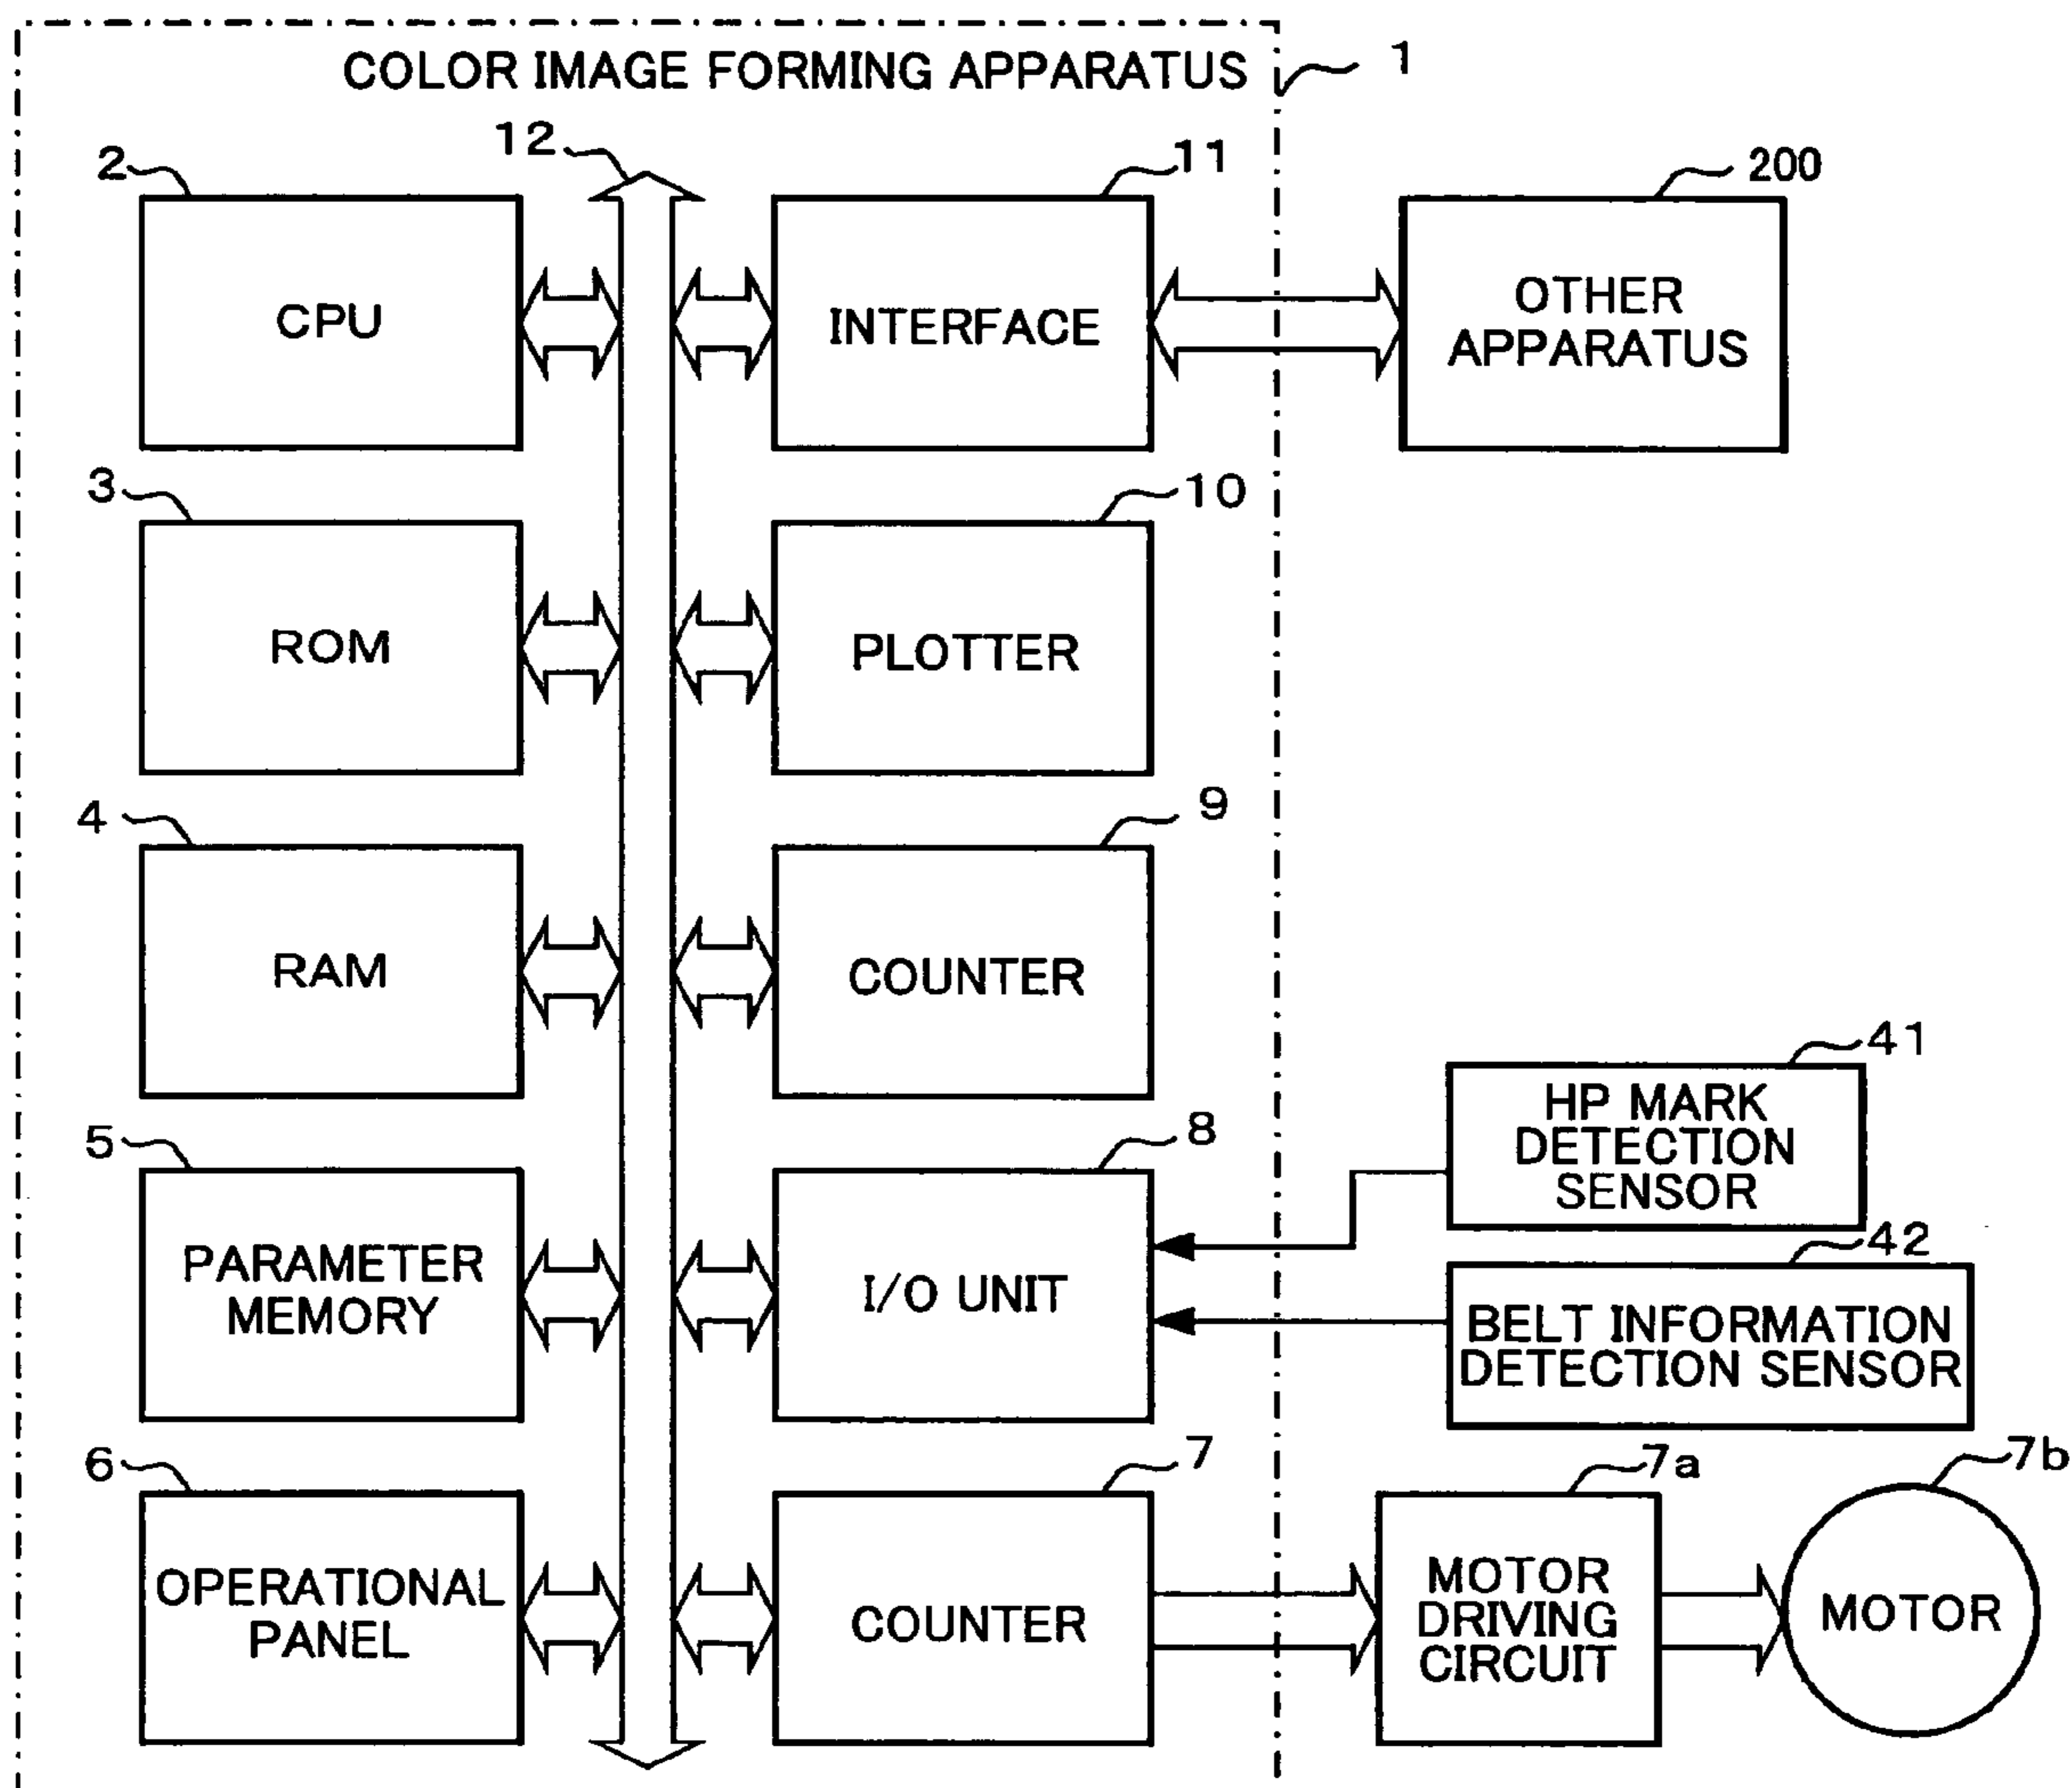 COLOR IMAGE FORMING APPARATUS
1
12
2
CPU
11
INTERFACE
200
OTHER
APPARATUS
3
ROM
10
PLOTTER
4
RAM
9
COUNTER
41
HP MARK
DETECTION
SENSOR
5
PARAMETER
MEMORY
8
I/O UNIT
42
BELT INFORMATION
DETECTION SENSOR
6
OPERATIONAL
PANEL
7
COUNTER
7a
MOTOR
DRIVING
CIRCUIT
7b
MOTOR